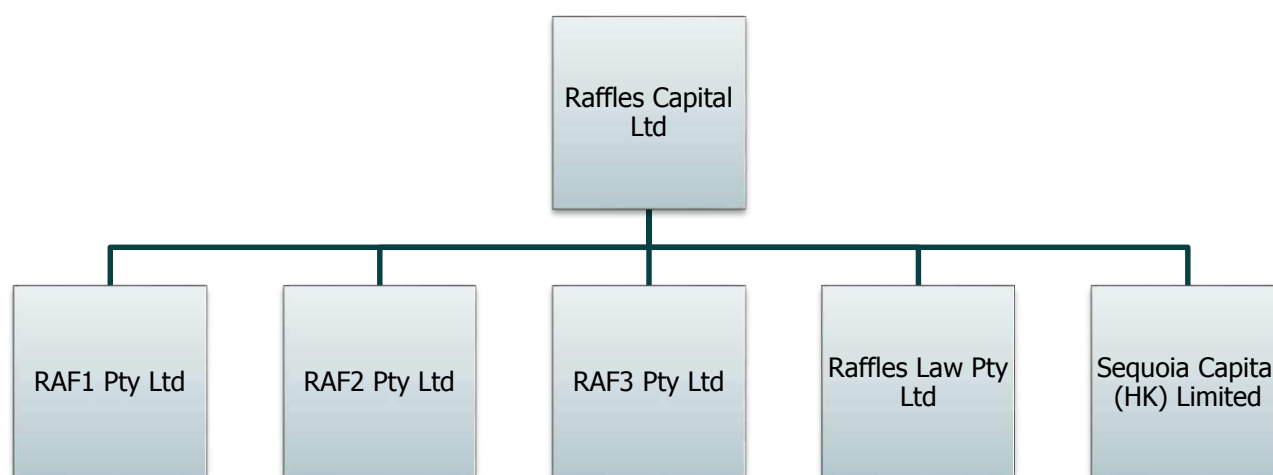 Raffles Capital
Ltd
RAF1 Pty Ltd
RAF2 Pty Ltd
RAF3 Pty Ltd
Raffles Law Pty
Ltd
Sequoia Capital
(HK) Limited